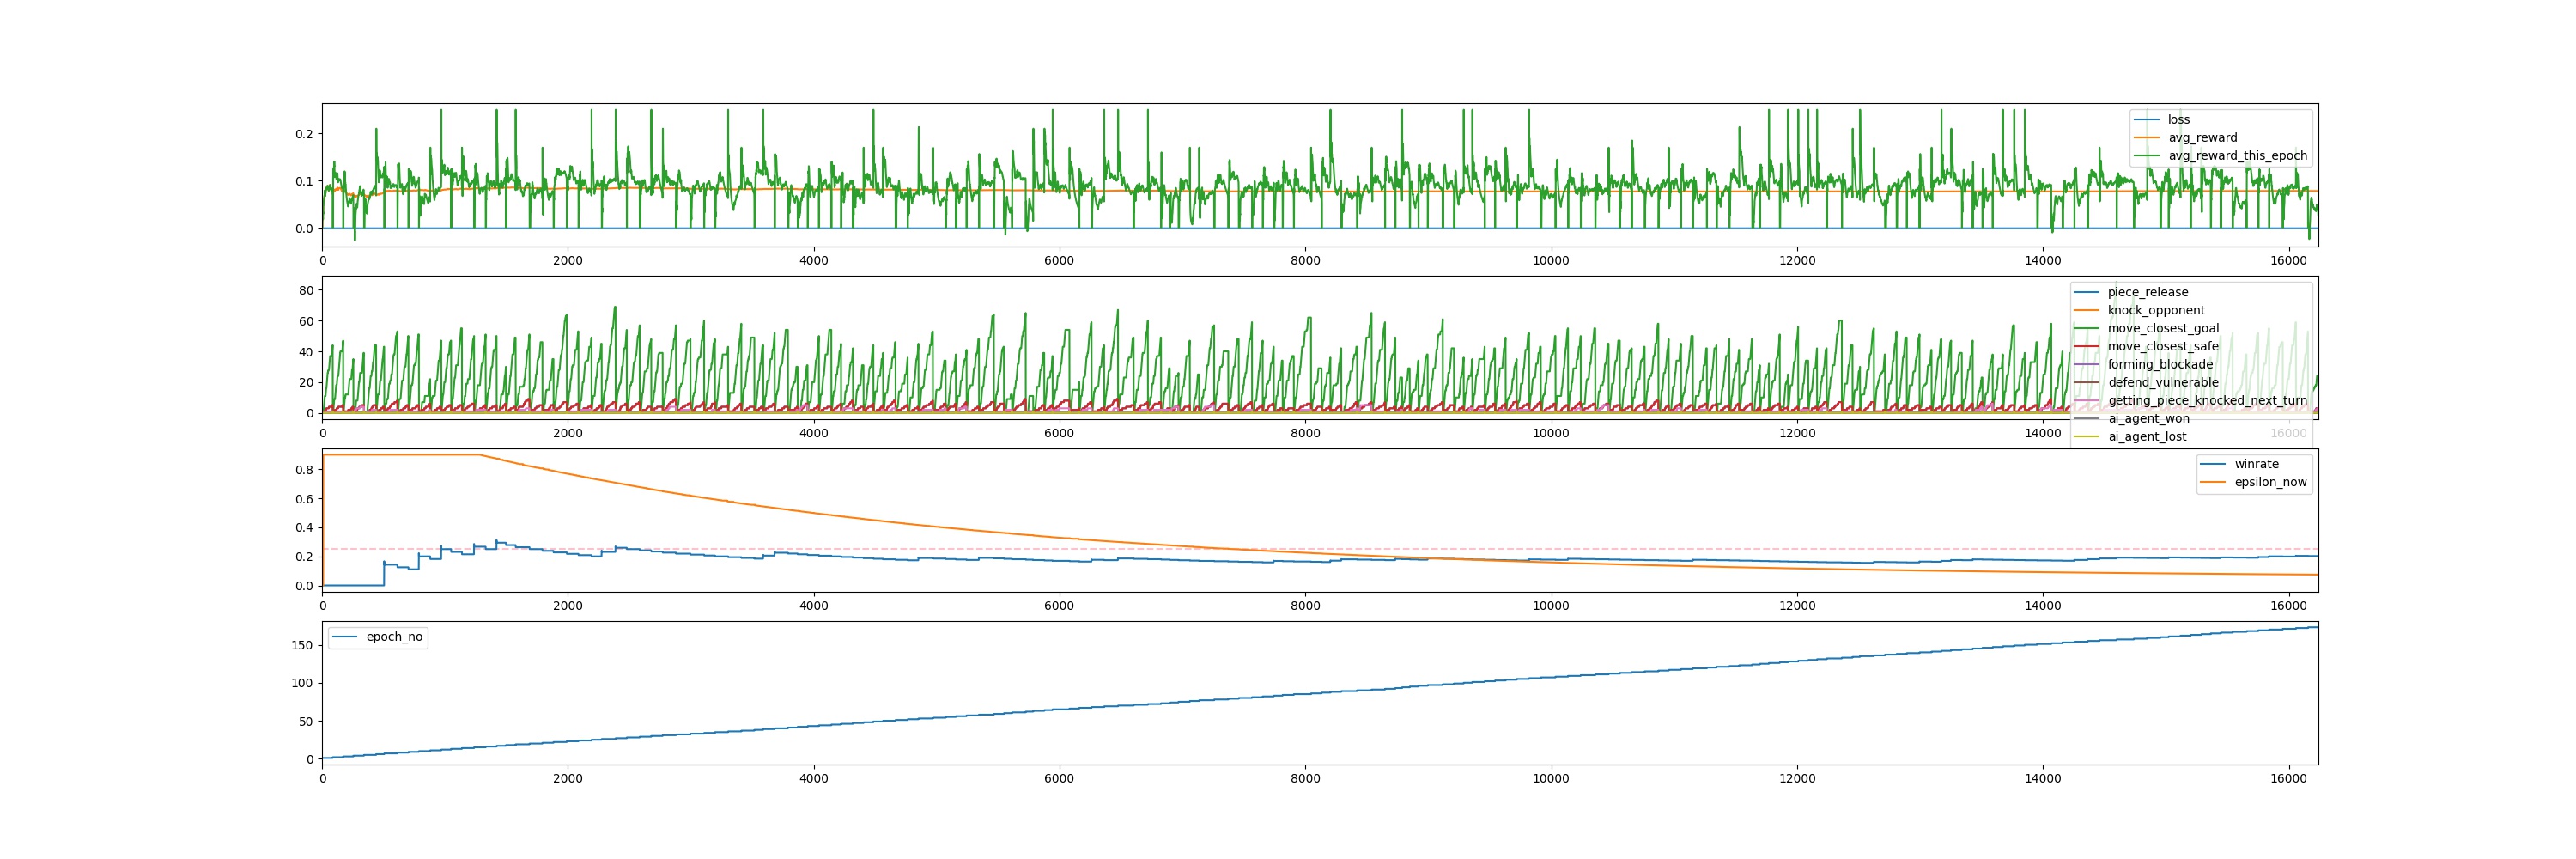 0.2
0.1
0.0
loss
avg_reward
avg_reward_this_epoch
0 2000 4000 6000 8000 10000 12000 14000 16000
80
60
40
20
0
piece_release
knock_opponent
move_closest_goal
move_closest_safe
forming_blockade
defend_vulnerable
getting_piece_knocked_next_turn
ai_agent_won
ai_agent_lost
0 2000 4000 6000 8000 10000 12000 14000 16000
0.8
0.6
0.4
0.2
0.0
winrate
epsilon_now
0 2000 4000 6000 8000 10000 12000 14000 16000
150
100
50
0
epoch_no
0 2000 4000 6000 8000 10000 12000 14000 16000